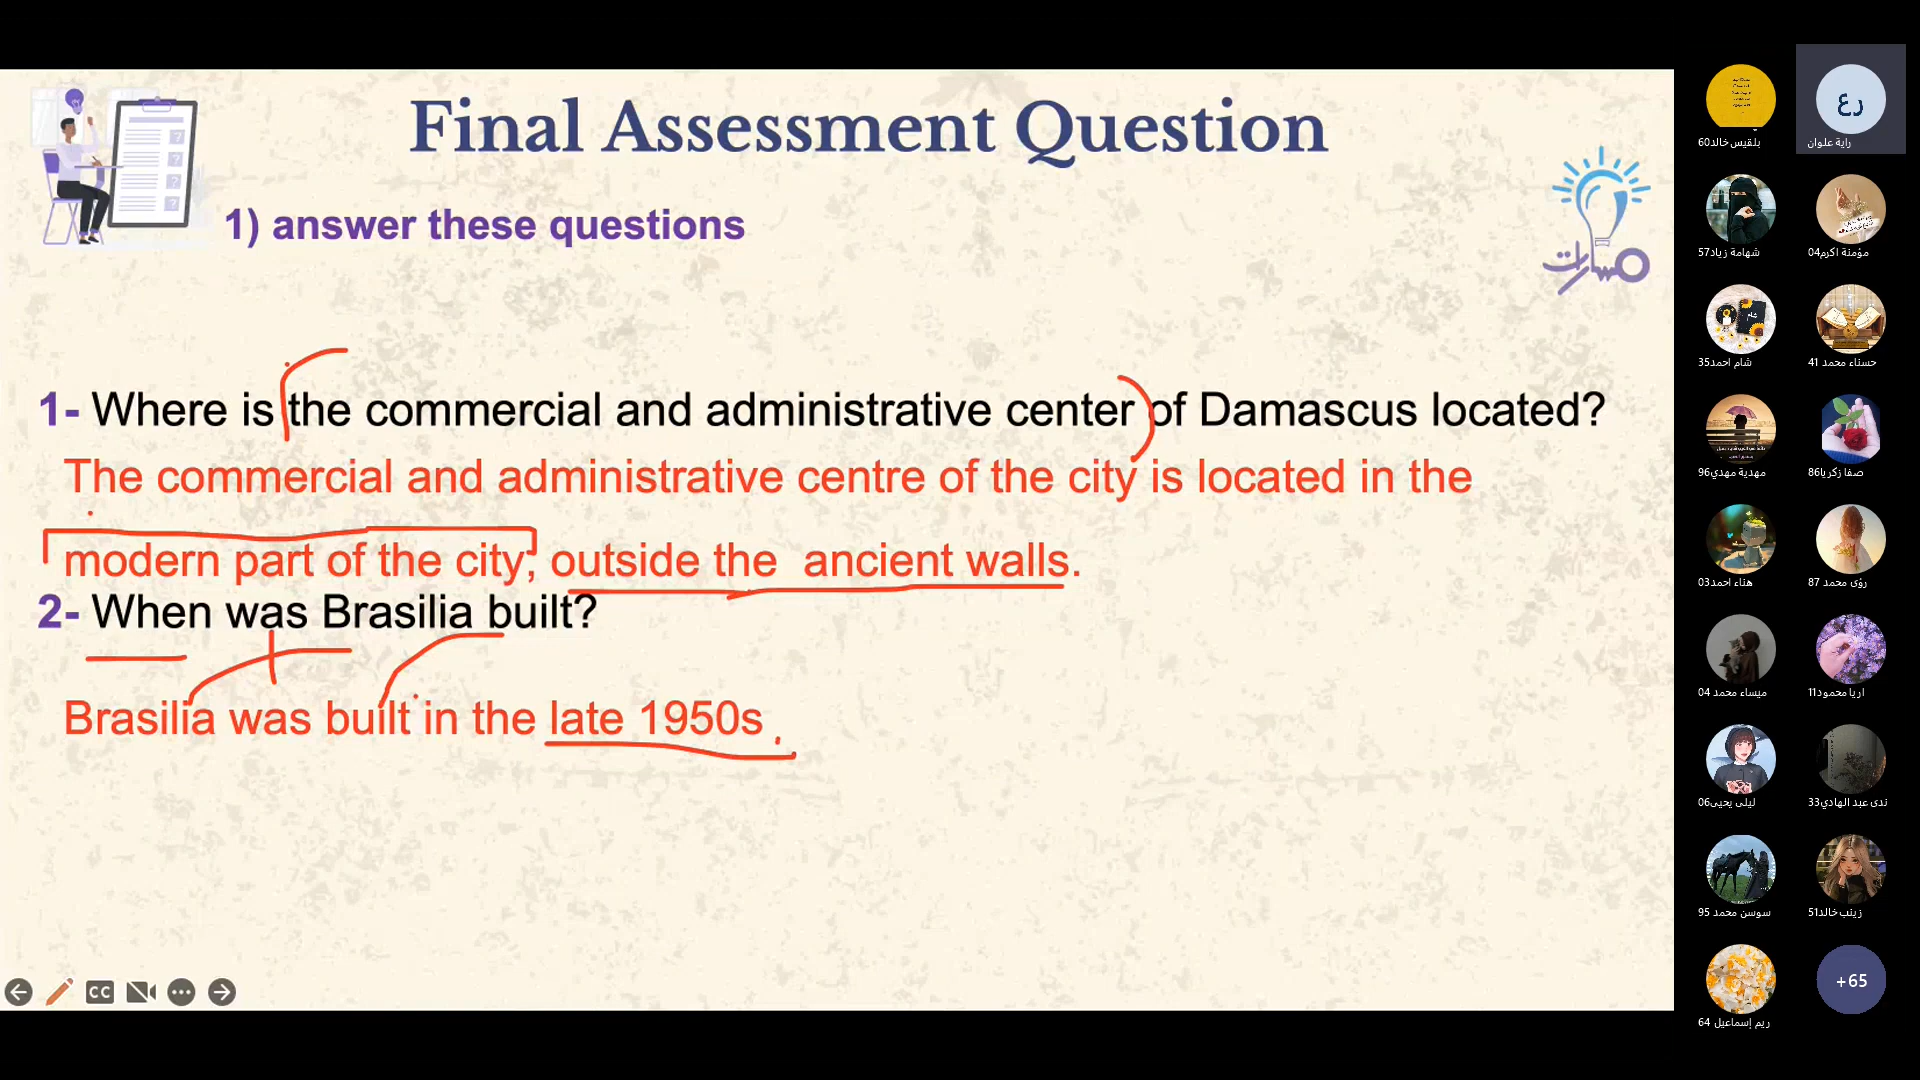 Final Assessment Question
1) answer these questions
مسارات
1- Where is the commercial and administrative center of Damascus located?
The commercial and administrative centre of the city is located in the
modern part of the city, outside the ancient walls.
2- When was Brasilia built?
Brasilia was built in the late 1950s .
CC
رع
بلقيس خالد60
راية علوان
شهامة زياد57
مؤمنة اكرم04
شام احمد35
حسناء محمد 41
مهدية مهدي96
صفا زكريا86
هناء احمد03
رؤى محمد 87
ميساء محمد 04
اريا محمود11
ليلى يحيى06
ندى عبد الهادي33
سوسن محمد 95
زينب خالد51
ريم إسماعيل 64
+65